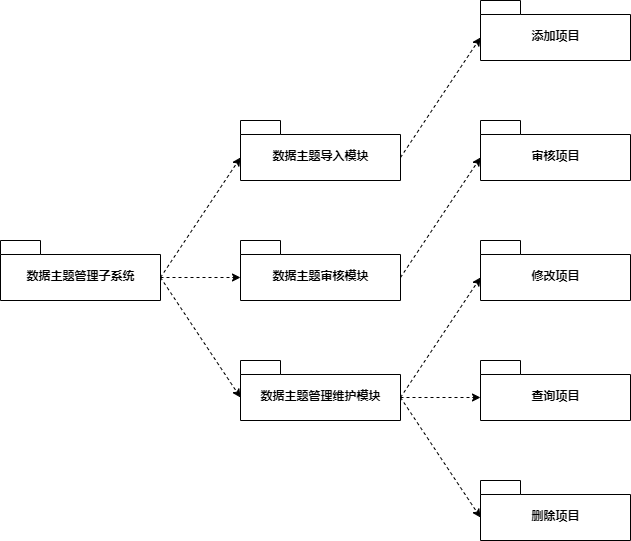 添加项目
数据主题导入模块
审核项目
数据主题管理子系统
数据主题审核模块
修改项目
数据主题管理维护模块
查询项目
删除项目